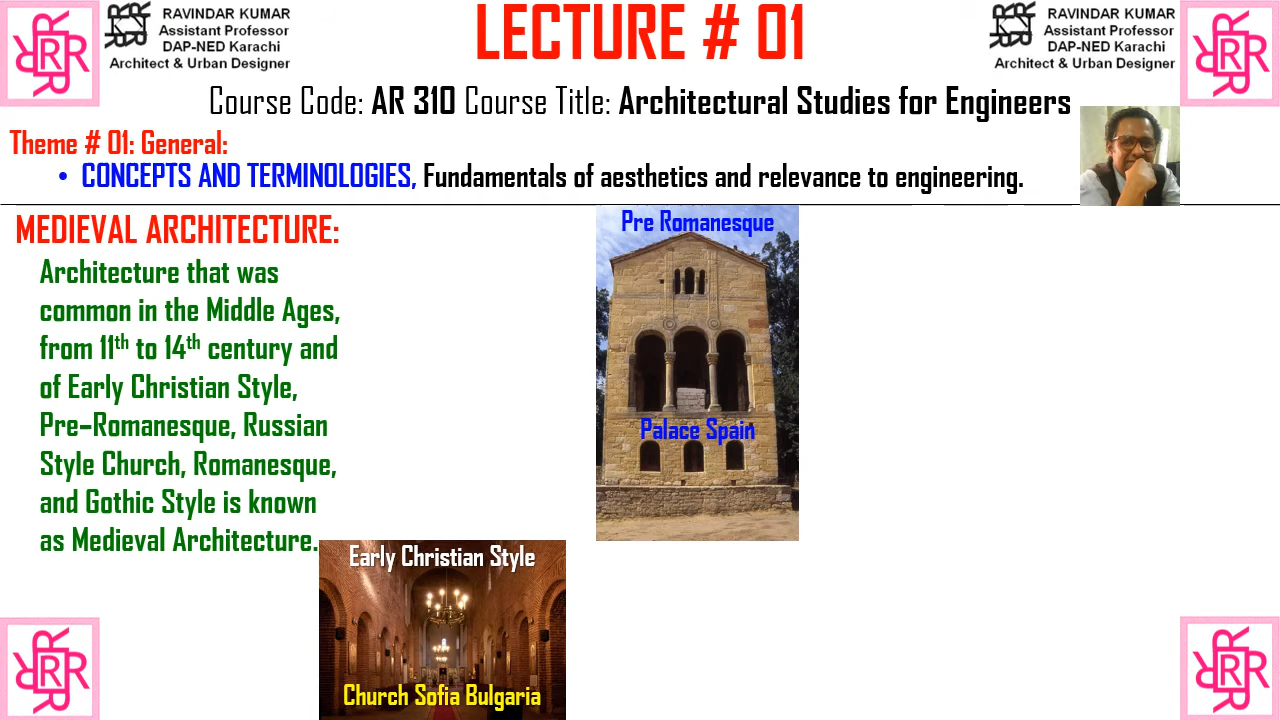 RAVINDAR KUMAR
Assistant Professor
DAP-NED Karachi
Architect & Urban Designer
LECTURE # 01
RAVINDAR KUMAR
Assistant Professor
DAP-NED Karachi
Architect & Urban Designer
Course Code: AR 310 Course Title: Architectural Studies for Engineers
Theme # 01: General:
• CONCEPTS AND TERMINOLOGIES, Fundamentals of aesthetics and relevance to engineering.
MEDIEVAL ARCHITECTURE:
Architecture that was
common in the Middle Ages,
from 11th to 14th century and
of Early Christian Style,
Pre–Romanesque, Russian
Style Church, Romanesque,
and Gothic Style is known
as Medieval Architecture.
Pre Romanesque
Palace Spain
Early Christian Style
Church Sofia Bulgaria